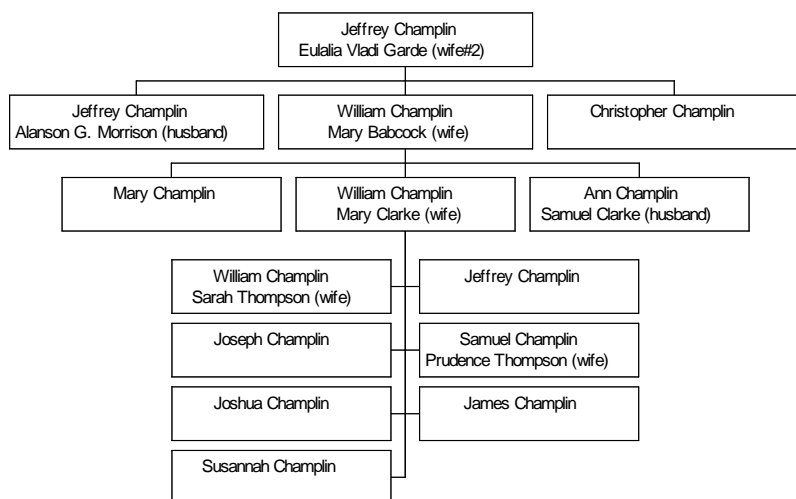 Jeffrey Champlin
Eulalia Vladi Garde (wife#2)
Jeffrey Champlin
Alanson G. Morrison (husband)
William Champlin
Mary Babcock (wife)
Christopher Champlin
Mary Champlin
William Champlin
Mary Clarke (wife)
Ann Champlin
Samuel Clarke (husband)
William Champlin
Sarah Thompson (wife)
Jeffrey Champlin
Joseph Champlin
Samuel Champlin
Prudence Thompson (wife)
Joshua Champlin
James Champlin
Susannah Champlin